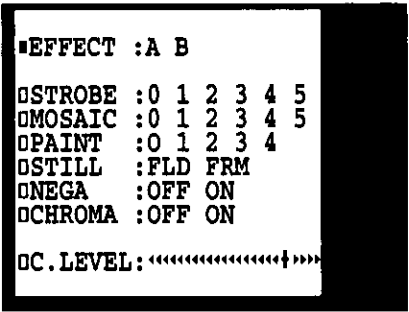 ■EFFECT :A B
□STROBE :0 1 2 3 4 5
□MOSAIC :0 1 2 3 4 5
□PAINT :0 1 2 3 4
□STILL :FLD FRM
□NEGA :OFF ON
□CHROMA :OFF ON
□C.LEVEL: